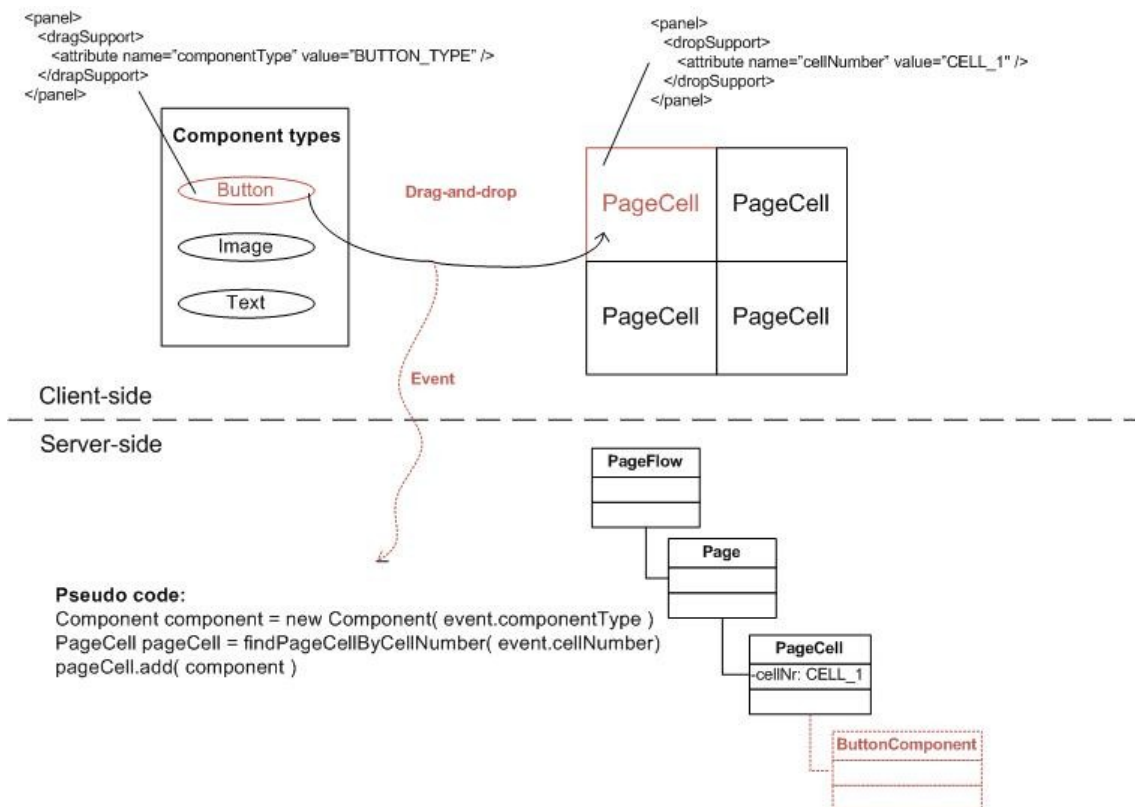 <panel>
<dragSupport>
<attribute name="componentType" value="BUTTON_TYPE" />
</drapSupport>
</panel>
<panel>
<dropSupport>
<attribute name="cellNumber" value="CELL_1" />
</dropSupport>
</panel>
Component types
Button
Image
Text
Drag-and-drop
PageCell
PageCell
PageCell
PageCell
Event
Client-side
Server-side
PageFlow
Page
PageCell
-cellNr: CELL_1
ButtonComponent
Pseudo code:
Component component = new Component( event.componentType )
PageCell pageCell = findPageCellByCellNumber( event.cellNumber)
pageCell.add( component )